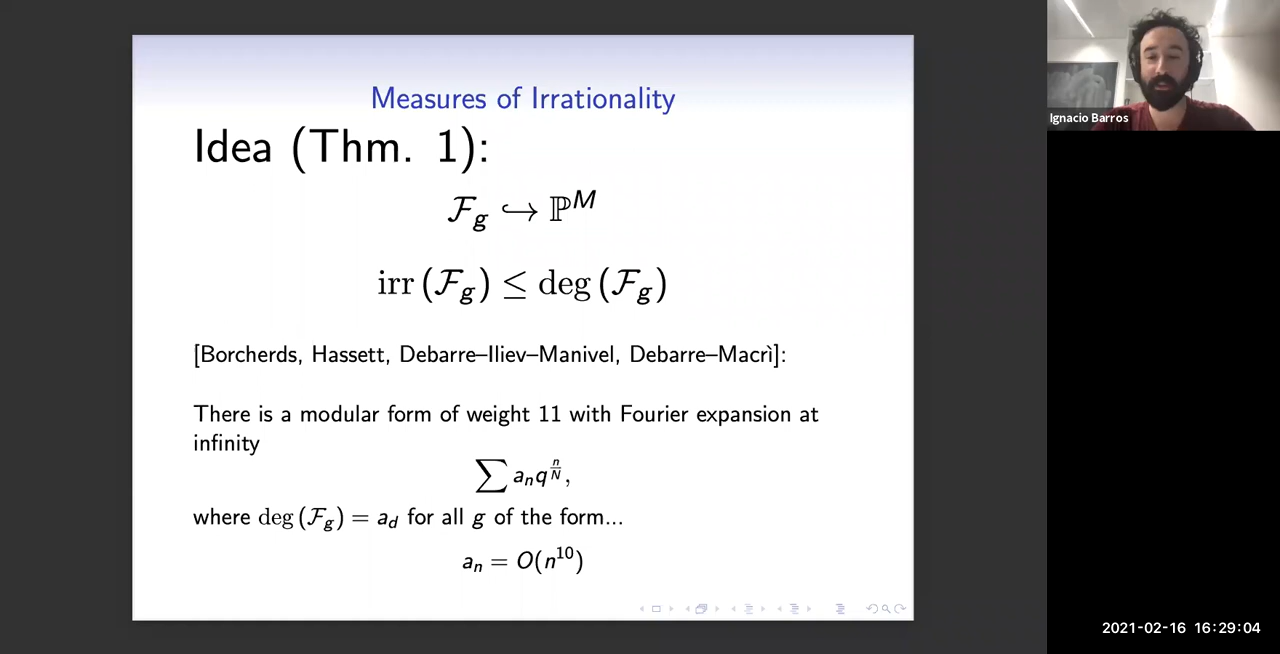 Measures of Irrationality
Idea (Thm. 1):
ℱ_g ↪ ℙ^M
irr (ℱ_g) ≤ deg (ℱ_g)
[Borcherds, Hassett, Debarre–Iliev–Manivel, Debarre–Macrì]:
There is a modular form of weight 11 with Fourier expansion at
infinity
∑ a_n q^{n/N},
where deg (ℱ_g) = a_d for all g of the form...
a_n = O(n^{10})
Ignacio Barros
2021-02-16 16:29:04